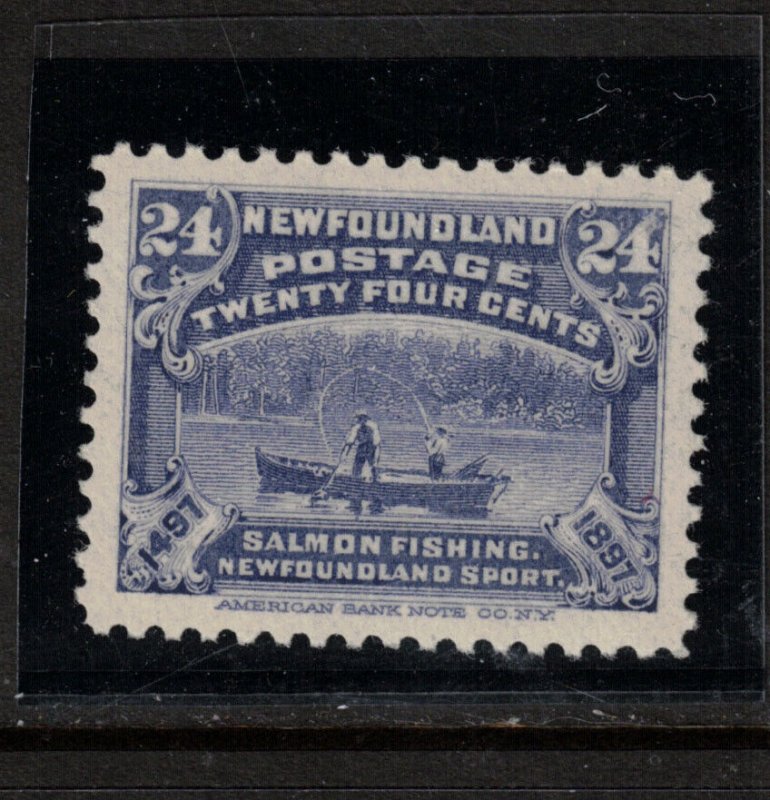 24 NEWFOUNDLAND 24
POSTAGE
TWENTY FOUR CENTS
1497 SALMON FISHING. 1897
NEWFOUNDLAND SPORT.
AMERICAN BANK NOTE CO. N.Y.